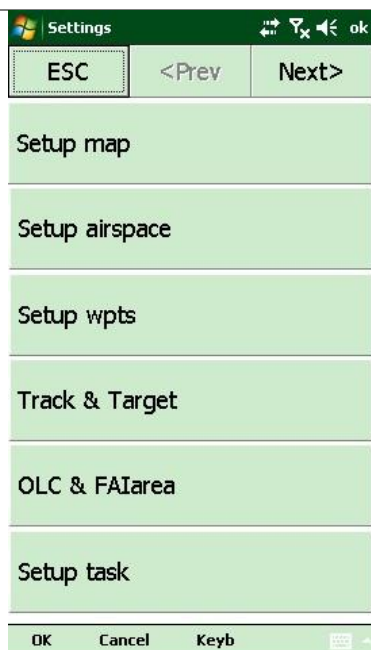 Settings ok
ESC <Prev Next>
Setup map
Setup airspace
Setup wpts
Track & Target
OLC & FAIarea
Setup task
OK Cancel Keyb